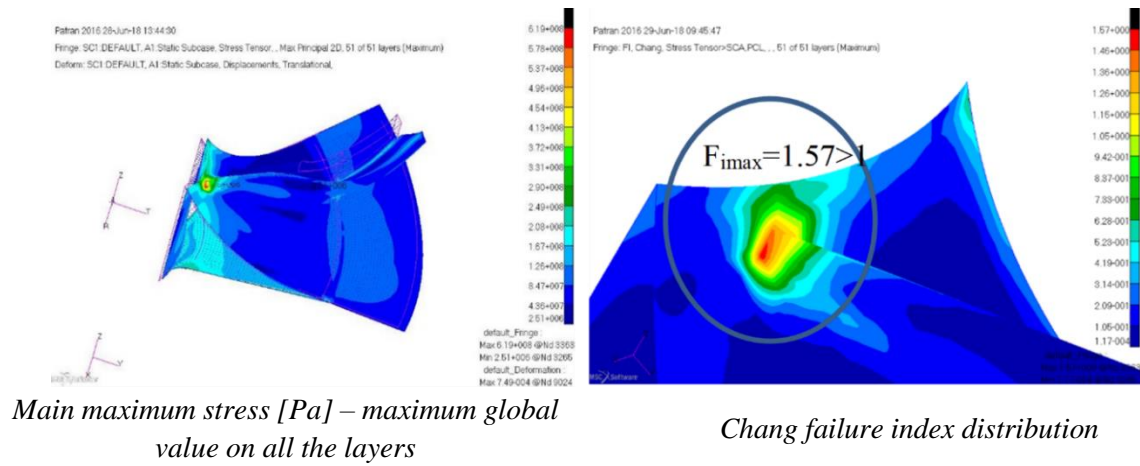 Patran 2016 28-Jun-18 13:44:30
Fringe: SC1:DEFAULT, A1:Static Subcase, Stress Tensor, , Max Principal 2D, 51 of 51 layers (Maximum)
Deform: SC1:DEFAULT, A1:Static Subcase, Displacements, Translational,
6.19+008
5.78+008
5.37+008
4.96+008
4.54+008
4.13+008
3.72+008
3.31+008
2.90+008
2.49+008
2.08+008
1.67+008
1.26+008
8.47+007
4.36+007
2.51+006
Z
Y
R
Z
Y
default_Fringe :
Max 6.19+008 @Nd 3368
Min 2.51+006 @Nd 3265
default_Deformation :
Max 7.49-004 @Nd 9024
Main maximum stress [Pa] – maximum global
value on all the layers
Patran 2016 29-Jun-18 09:45:47
Fringe: FI, Chang, Stress Tensor>SCA.PCL, , , 51 of 51 layers (Maximum)
Fimax=1.57>1
1.57+000
1.46+000
1.36+000
1.26+000
1.15+000
1.05+000
9.42-001
8.37-001
7.33-001
6.28-001
5.23-001
4.19-001
3.14-001
2.09-001
1.05-001
1.17-004
Software
Chang failure index distribution